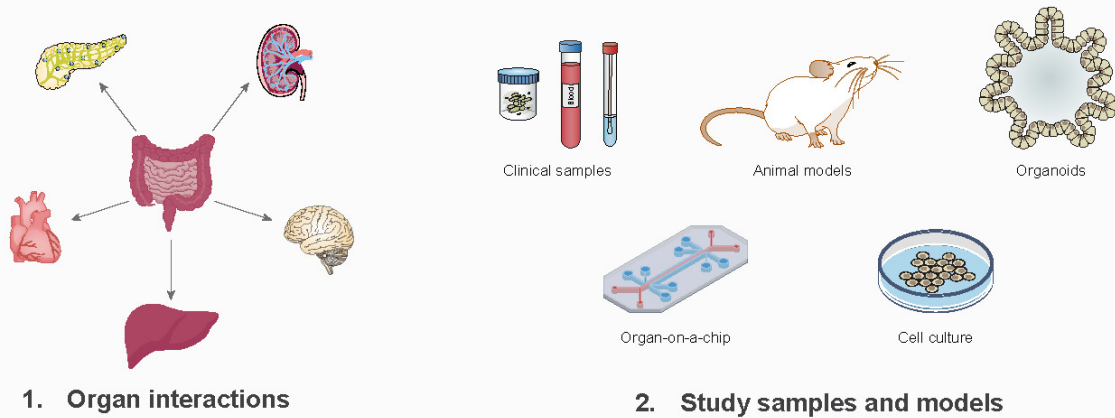 Blood
Clinical samples
Animal models
Organoids
Organ-on-a-chip
Cell culture
1. Organ interactions
2. Study samples and models